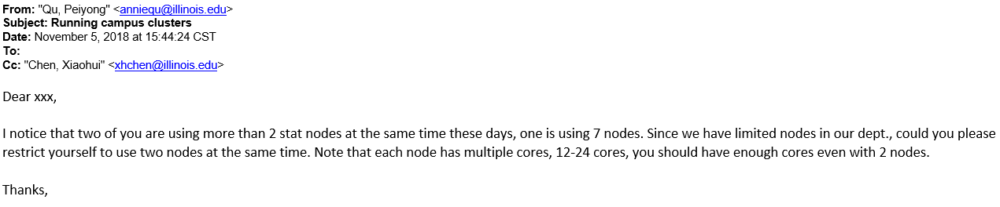 From: "Qu, Peiyong" <anniequ@illinois.edu>
Subject: Running campus clusters
Date: November 5, 2018 at 15:44:24 CST
To:
Cc: "Chen, Xiaohui" <xhchen@illinois.edu>
Dear xxx,
I notice that two of you are using more than 2 stat nodes at the same time these days, one is using 7 nodes. Since we have limited nodes in our dept., could you please
restrict yourself to use two nodes at the same time. Note that each node has multiple cores, 12-24 cores, you should have enough cores even with 2 nodes.
Thanks,